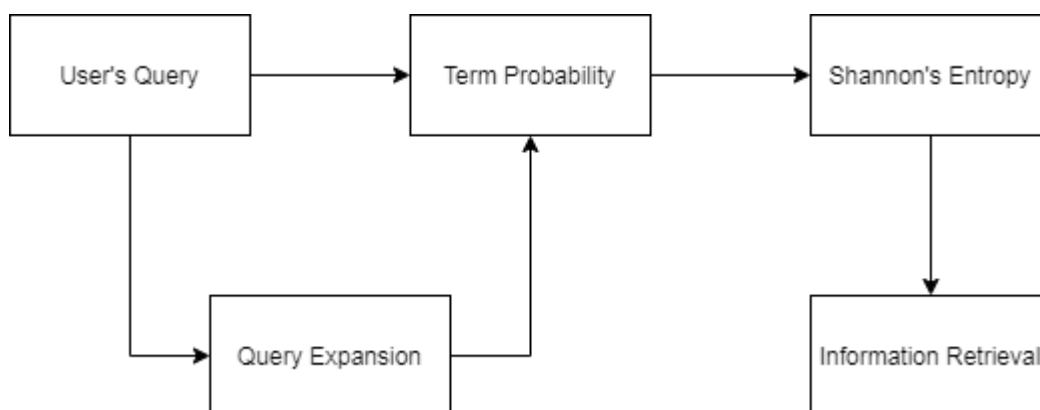 User's Query
Term Probability
Shannon's Entropy
Query Expansion
Information Retrieval